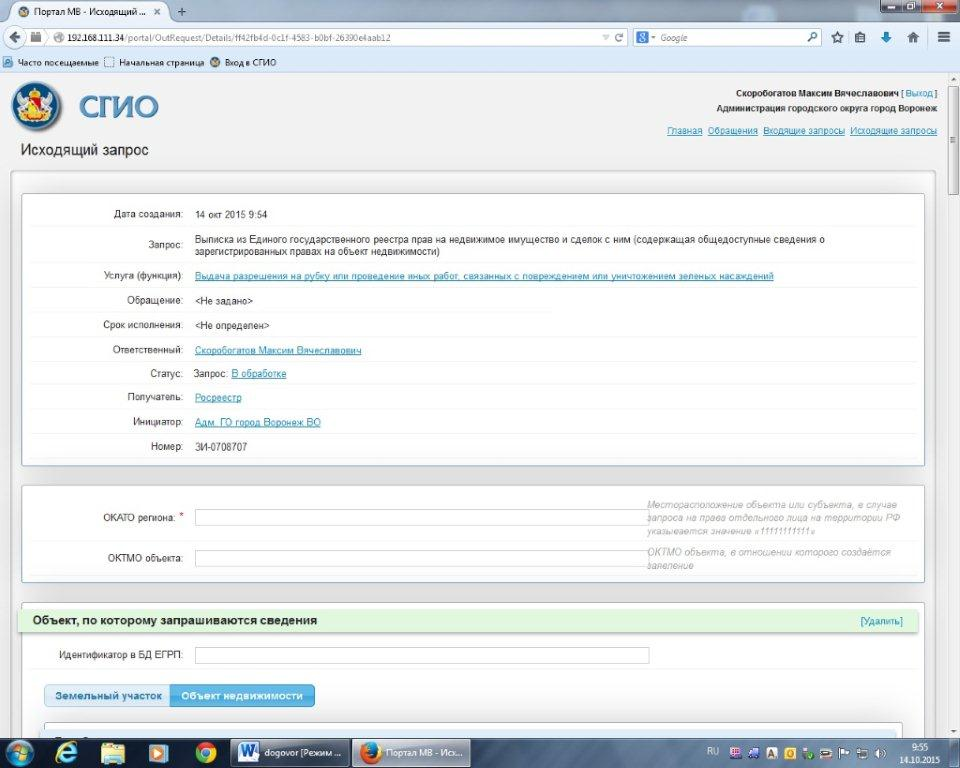 Портал МВ - Исходящий ...
192.168.111.34/portal/OutRequest/Details/ff42fb4d-0c1f-4583-b0bf-26390e4aab12
Google
Часто посещаемые Начальная страница Вход в СГИО
СГИО
Скоробогатов Максим Вячеславович [ Выход ]
Администрация городского округа город Воронеж
Главная Обращения Входящие запросы Исходящие запросы
Исходящий запрос
Дата создания: 14 окт 2015 9:54
Запрос: Выписка из Единого государственного реестра прав на недвижимое имущество и сделок с ним (содержащая общедоступные сведения о
зарегистрированных правах на объект недвижимости)
Услуга (функция): Выдача разрешения на рубку или проведение иных работ, связанных с повреждением или уничтожением зеленых насаждений
Обращение: <Не задано>
Срок исполнения: <Не определен>
Ответственный: Скоробогатов Максим Вячеславович
Статус: Запрос: В обработке
Получатель: Росреестр
Инициатор: Адм. ГО город Воронеж ВО
Номер: ЗИ-0708707
ОКАТО региона: *
Месторасположение объекта или субъекта, в случае
запроса на права отдельного лица на территории РФ
указывается значение «11111111111»
ОКТМО объекта:
ОКТМО объекта, в отношении которого создаётся
заявление
Объект, по которому запрашиваются сведения [Удалить]
Идентификатор в БД ЕГРП:
Земельный участок Объект недвижимости
dogovor [Режим ... Портал МВ - Исх...
RU
9:55
14.10.2015